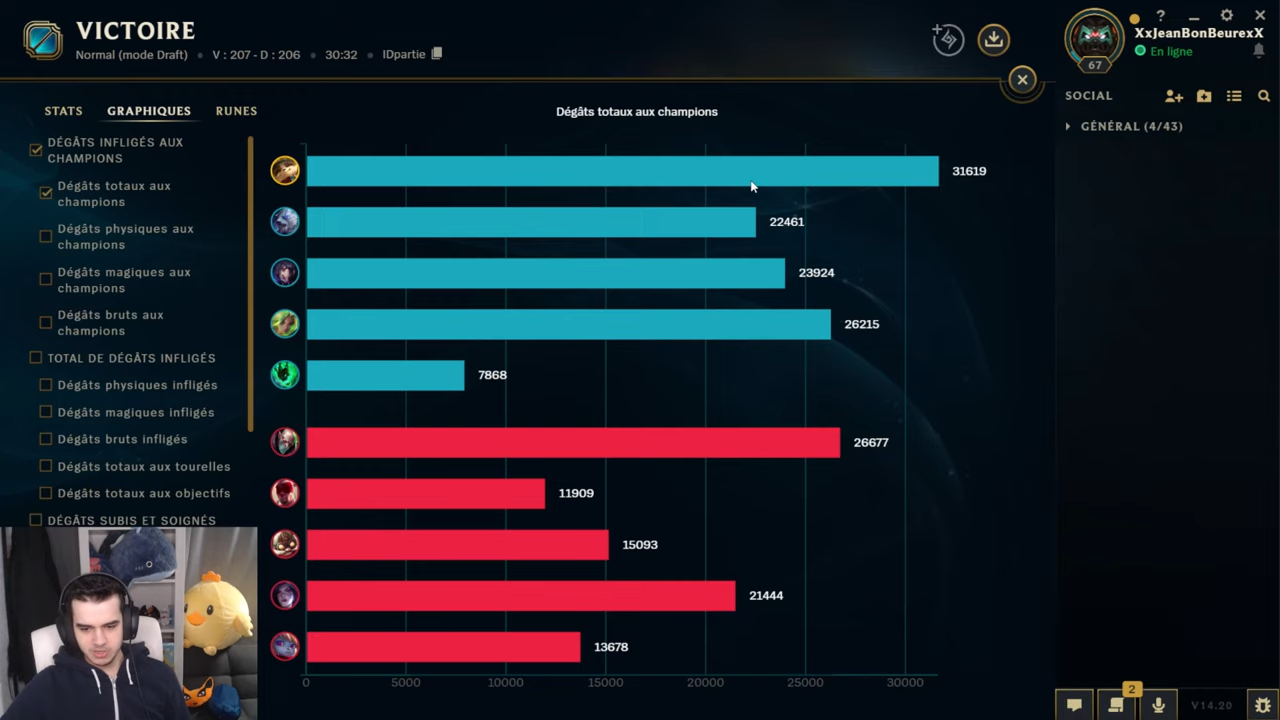 VICTOIRE
Normal (mode Draft) • V : 207 - D : 206 • 30:32 • IDpartie
?
XxJeanBonBeurexX
En ligne
67
SOCIAL
GÉNÉRAL (4/43)
STATS GRAPHIQUES RUNES
Dégâts totaux aux champions
DÉGÂTS INFLIGÉS AUX
CHAMPIONS
Dégâts totaux aux
champions
Dégâts physiques aux
champions
Dégâts magiques aux
champions
Dégâts bruts aux
champions
TOTAL DE DÉGÂTS INFLIGÉS
Dégâts physiques infligés
Dégâts magiques infligés
Dégâts bruts infligés
Dégâts totaux aux tourelles
Dégâts totaux aux objectifs
DÉGÂTS SUBIS ET SOIGNÉS
31619
22461
23924
26215
7868
26677
11909
15093
21444
13678
0 5000 10000 15000 20000 25000 30000
2
V14.20